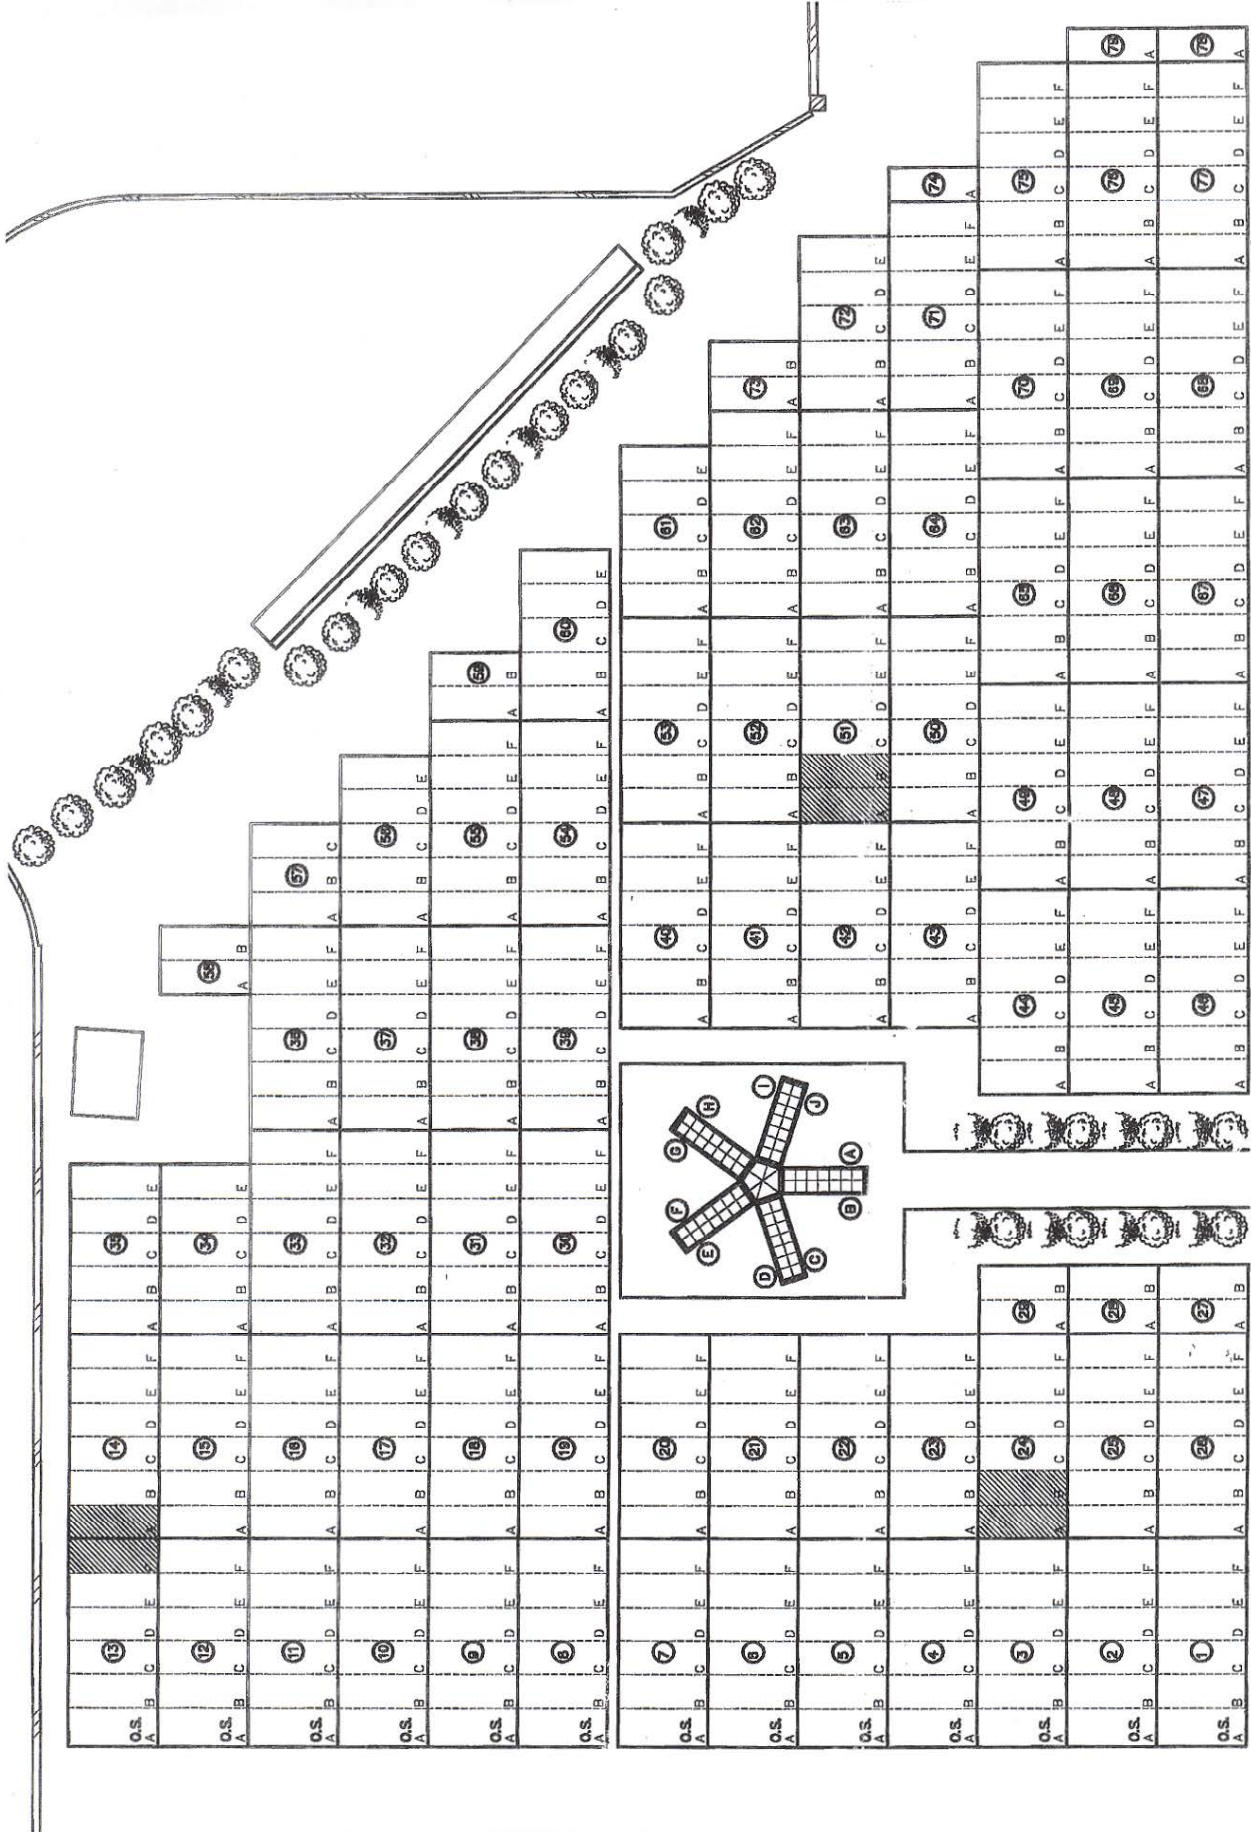 13 14 35
O.S.
A B C D E F A B C D E F A B C D E
12 15 34 58
O.S.
A B C D E F A B C D E F A B C D E A B
11 16 33 36 57
O.S.
A B C D E F A B C D E F A B C D E F A B C D E F A B C
10 17 32 37 56
O.S.
A B C D E F A B C D E F A B C D E F A B C D E F A B C D E
9 18 31 38 55 59
O.S.
A B C D E F A B C D E F A B C D E F A B C D E F A B C D E F A B
8 19 30 39 54 60
O.S.
A B C D E F A B C D E F A B C D E F A B C D E F A B C D E F A B C D E
E F G H
D C B A J I
7 20 40 53 61
O.S.
A B C D E F A B C D E F A B C D E F A B C D E F A B C D E
6 21 41 52 62 73
O.S.
A B C D E F A B C D E F A B C D E F A B C D E F A B C D E F A B
5 22 42 51 63 72
O.S.
A B C D E F A B C D E F A B C D E F A B C D E F A B C D E F A B C D E
4 23 43 50 64 71 74
O.S.
A B C D E F A B C D E F A B C D E F A B C D E F A B C D E F A B C D E F A
3 24 29 44 49 65 70 75
O.S.
A B C D E F A B C D E F A B A B C D E F A B C D E F A B C D E F A B C D E F A B C D E F
2 25 28 45 48 66 69 76 79
O.S.
A B C D E F A B C D E F A B A B C D E F A B C D E F A B C D E F A B C D E F A B C D E F A
1 26 27 46 47 67 68 77 78
O.S.
A B C D E F A B C D E F A B A B C D E F A B C D E F A B C D E F A B C D E F A B C D E F A